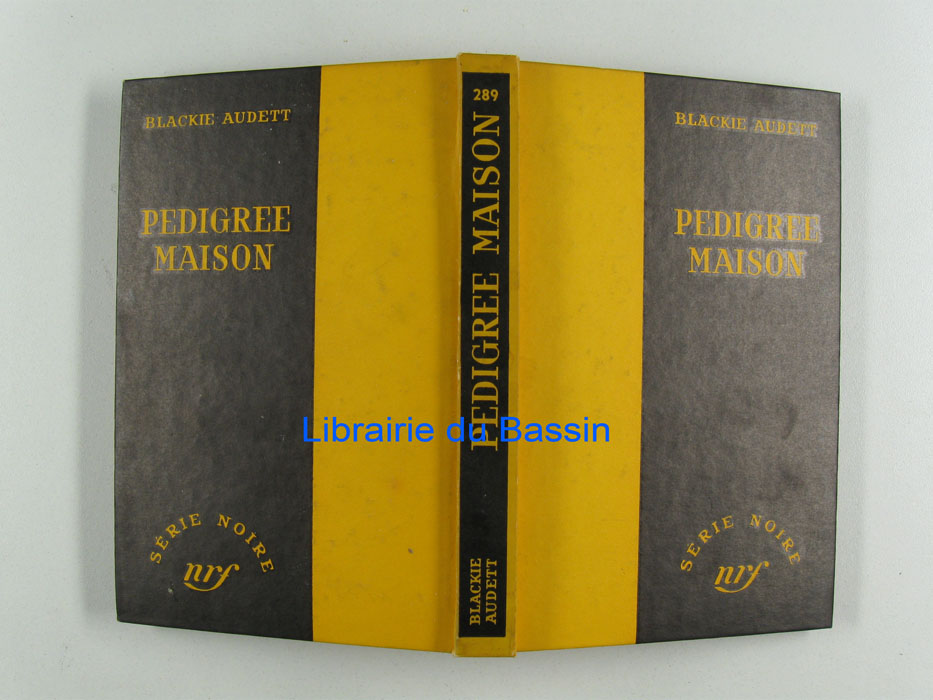 BLACKIE AUDETT
PEDIGREE
MAISON
SÉRIE NOIRE
nrf
289
PEDIGREE MAISON
BLACKIE
AUDETT
BLACKIE AUDETT
PEDIGREE
MAISON
SÉRIE NOIRE
nrf
Librairie du Bassin